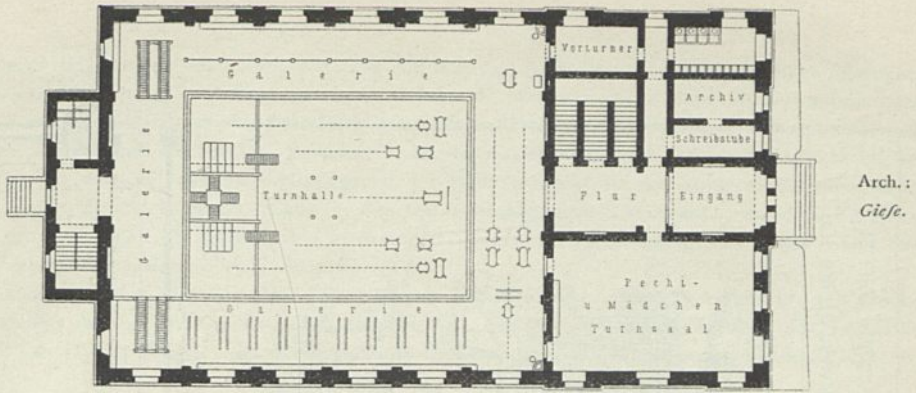 Vorturner
Galerie
Archiv
Galerie
Schreibstube
Turnhalle
Flur
Eingang
Arch.:
Gieſe.
Fecht-
u Mädchen
Turnsaal
Galerie